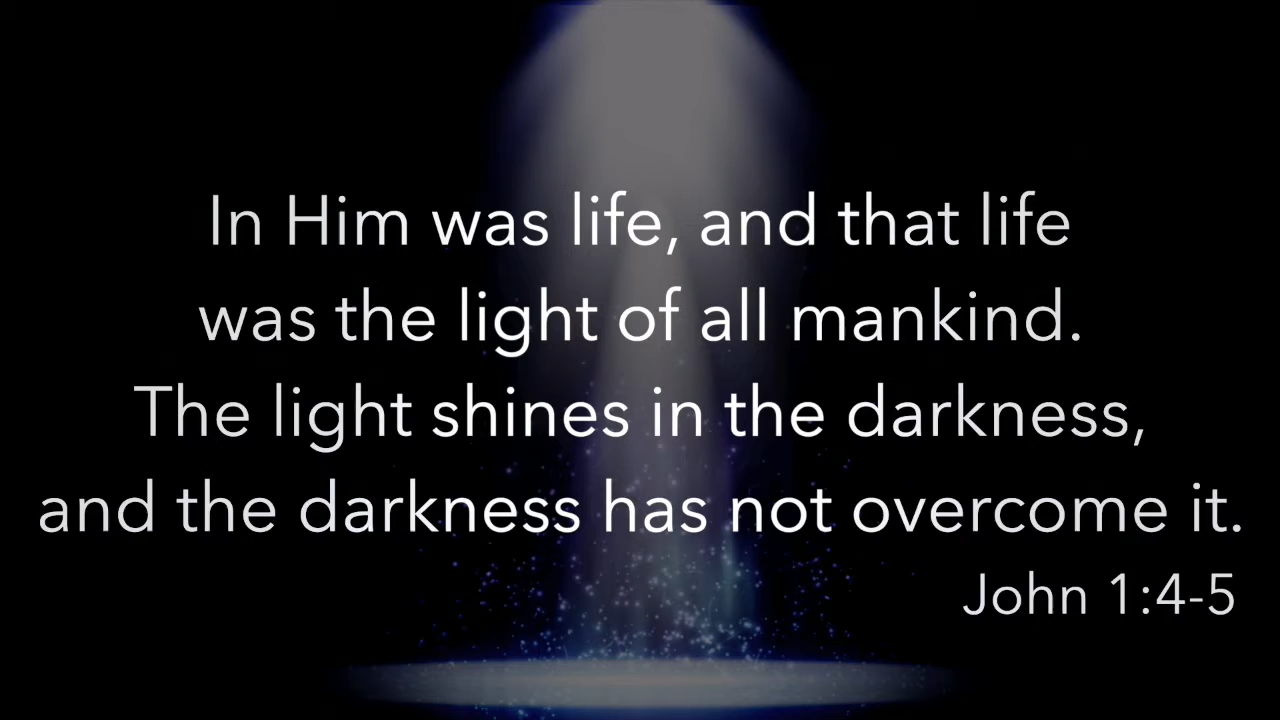 In Him was life, and that life
was the light of all mankind.
The light shines in the darkness,
and the darkness has not overcome it.
John 1:4-5